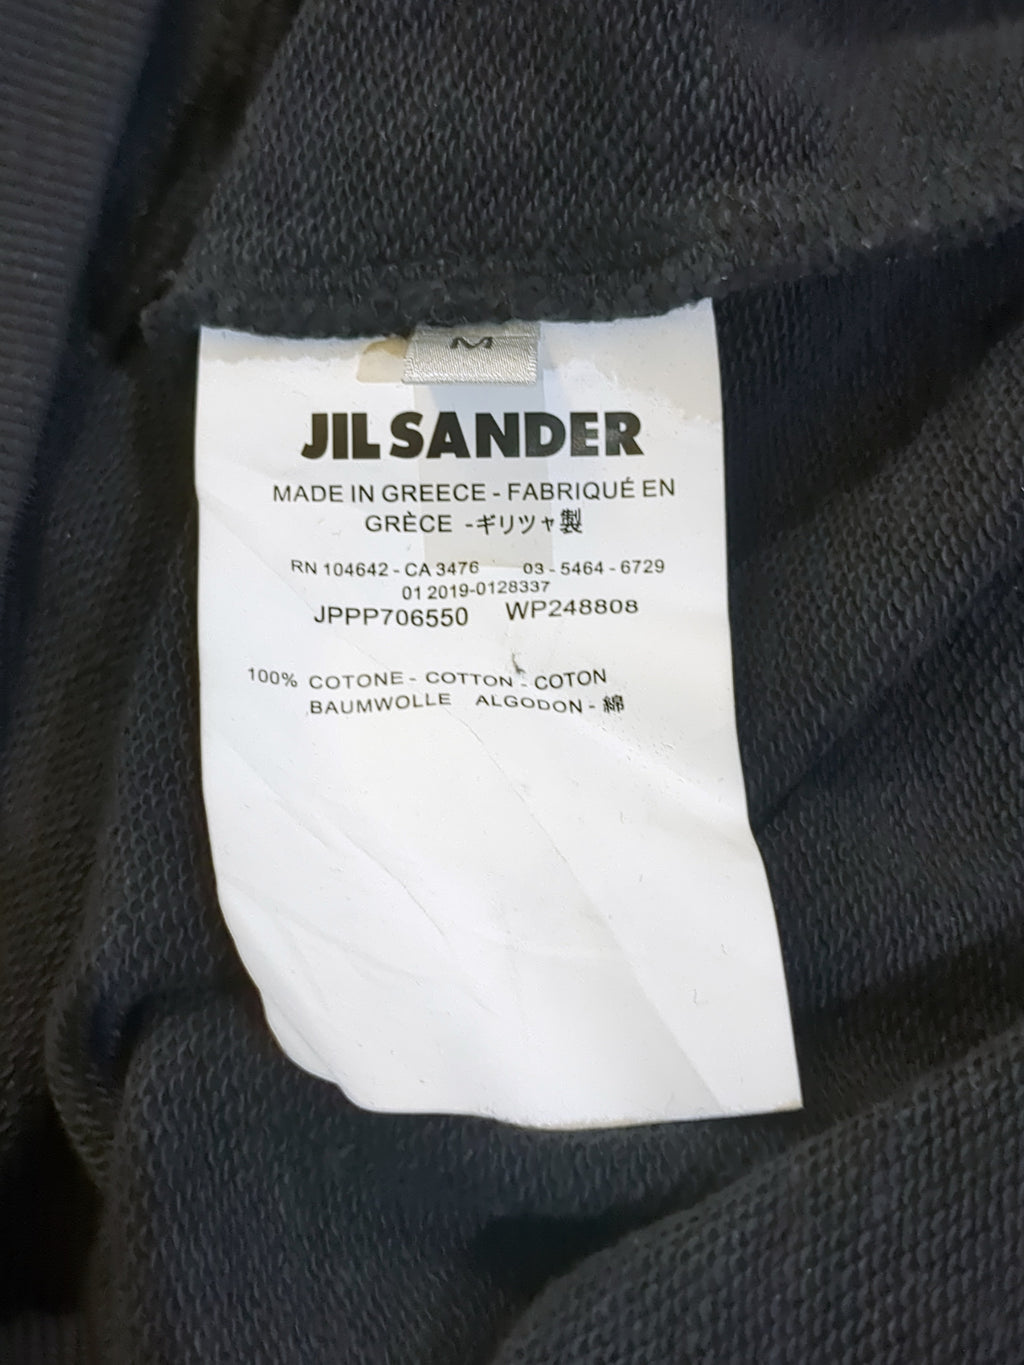 M
JIL SANDER
MADE IN GREECE - FABRIQUÉ EN
GRÈCE -ギリツャ製
RN 104642 - CA 3476 03 - 5464 - 6729
01 2019-0128337
JPPP706550 WP248808
100% COTONE - COTTON - COTON
BAUMWOLLE ALGODON - 綿